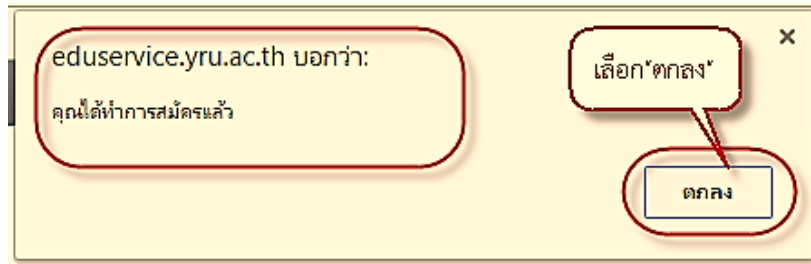 eduservice.yru.ac.th บอกว่า:
คุณได้ทำการสมัครแล้ว
เลือก"ตกลง"
×
ตกลง